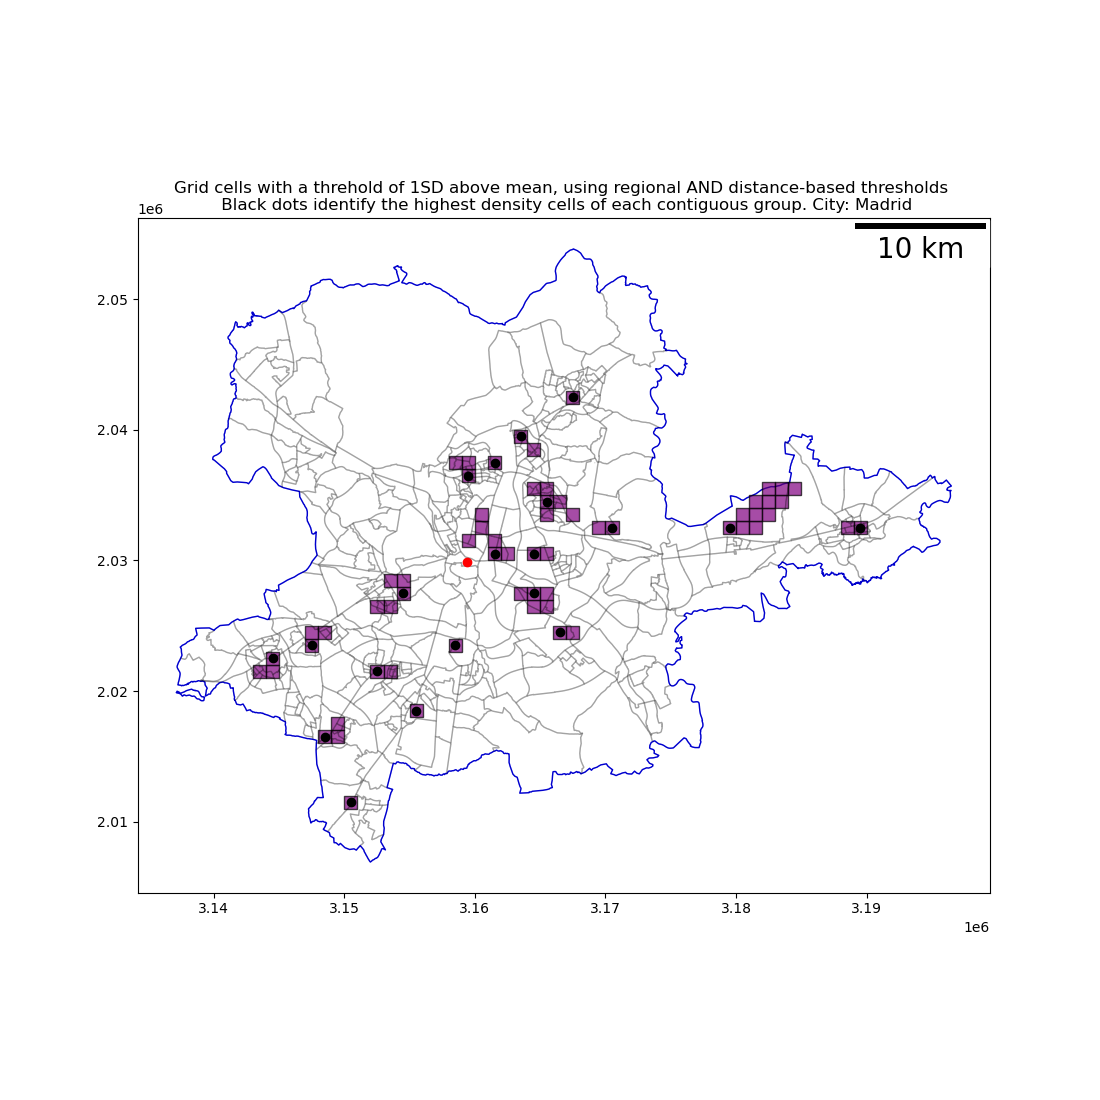 Grid cells with a threhold of 1SD above mean, using regional AND distance-based thresholds
Black dots identify the highest density cells of each contiguous group. City: Madrid
1e6
10 km
2.05
2.04
2.03
2.02
2.01
3.14 3.15 3.16 3.17 3.18 3.19
1e6